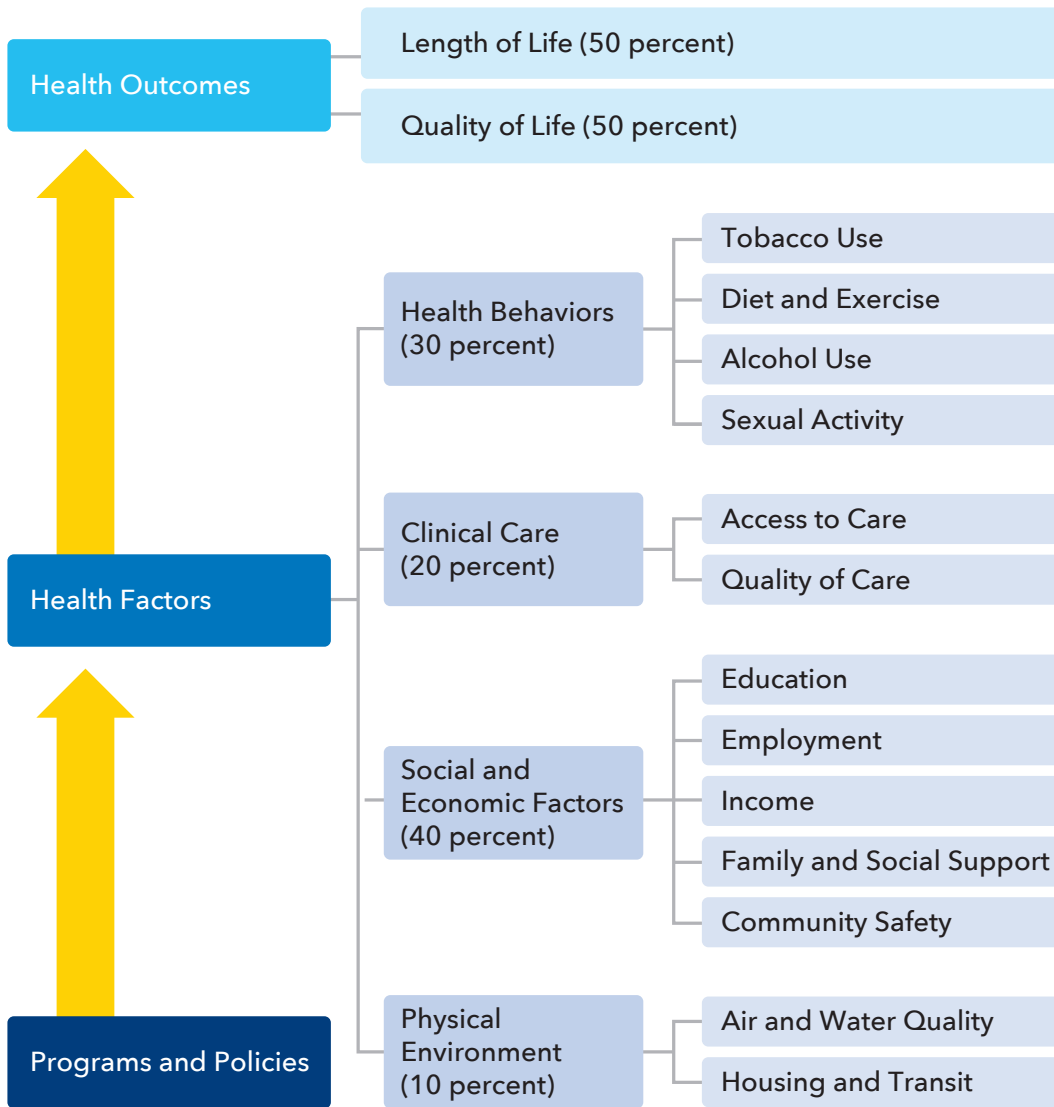 Health Outcomes
Length of Life (50 percent)
Quality of Life (50 percent)
Health Factors
Health Behaviors
(30 percent)
Tobacco Use
Diet and Exercise
Alcohol Use
Sexual Activity
Clinical Care
(20 percent)
Access to Care
Quality of Care
Social and
Economic Factors
(40 percent)
Education
Employment
Income
Family and Social Support
Community Safety
Physical
Environment
(10 percent)
Air and Water Quality
Housing and Transit
Programs and Policies